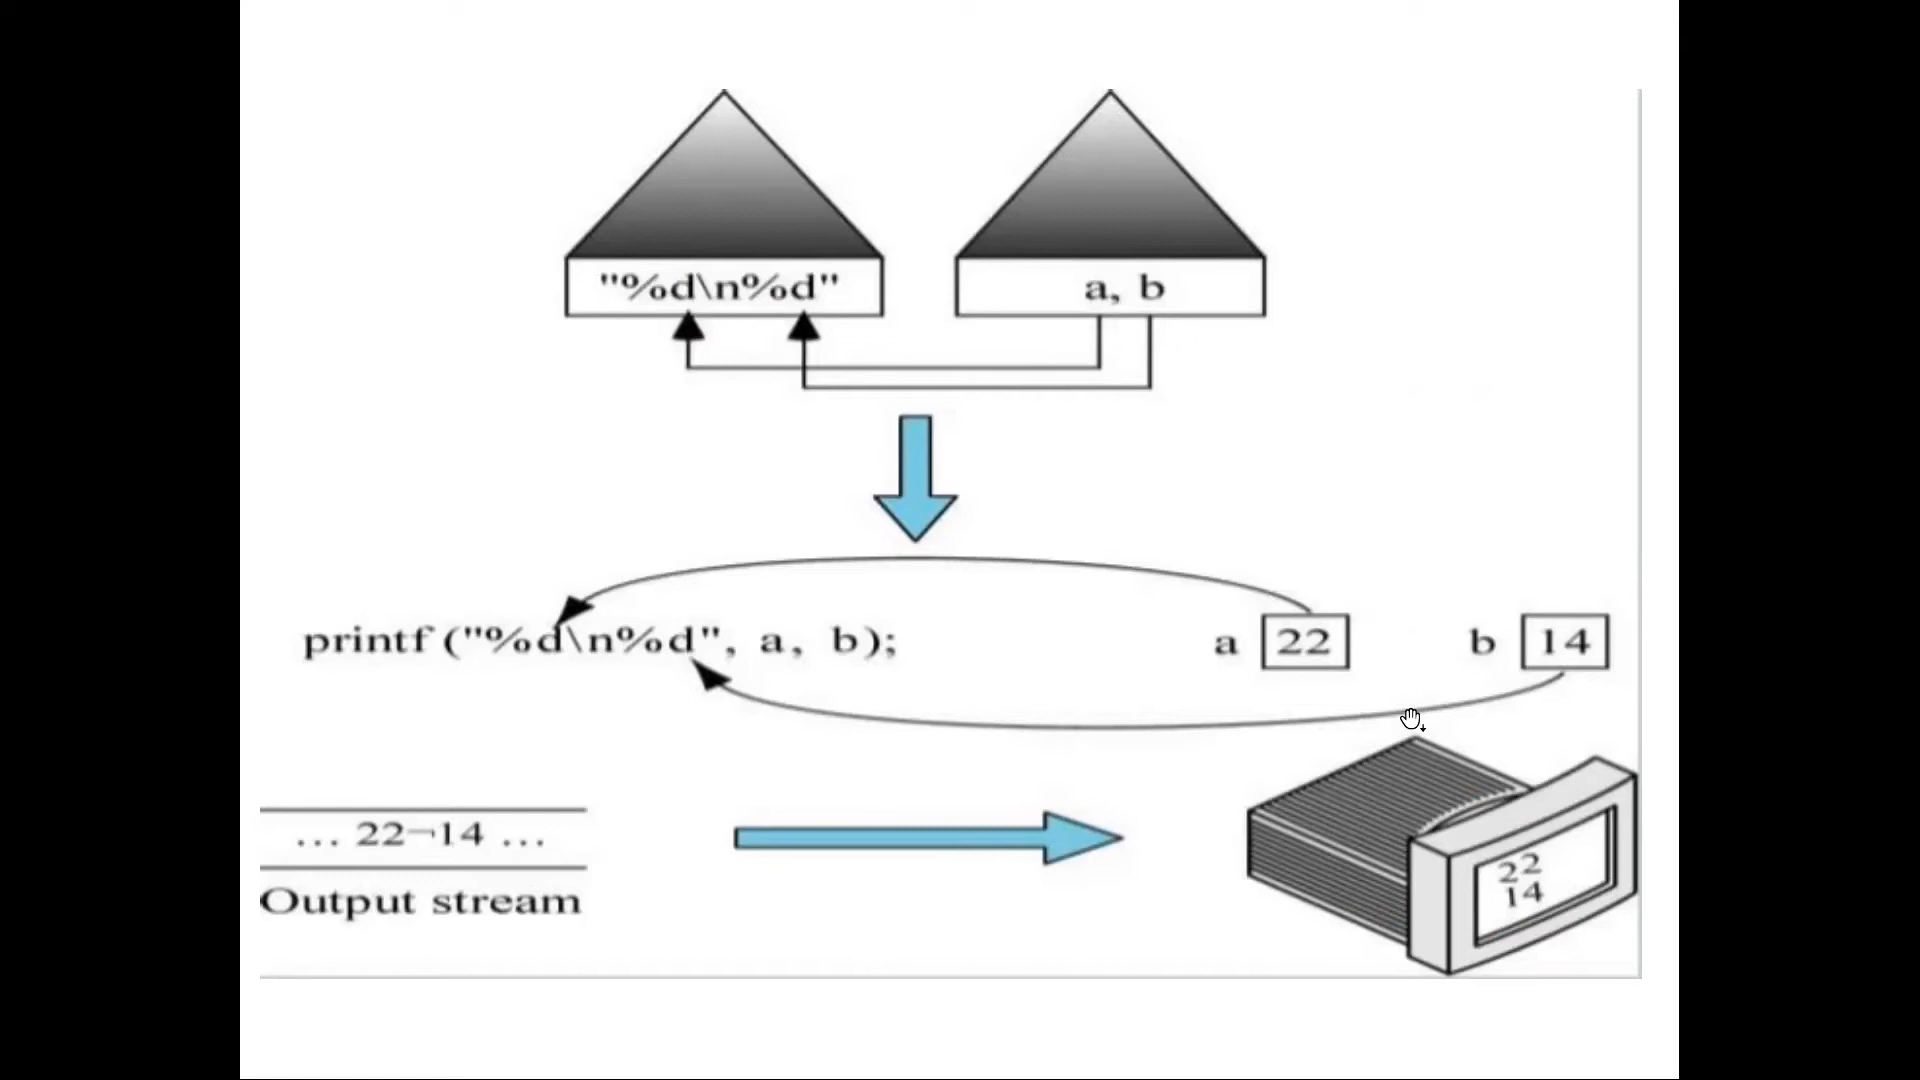 "%d\n%d" a, b
printf ("%d\n%d", a, b); a 22 b 14
... 22¬14 ...
Output stream
22
14